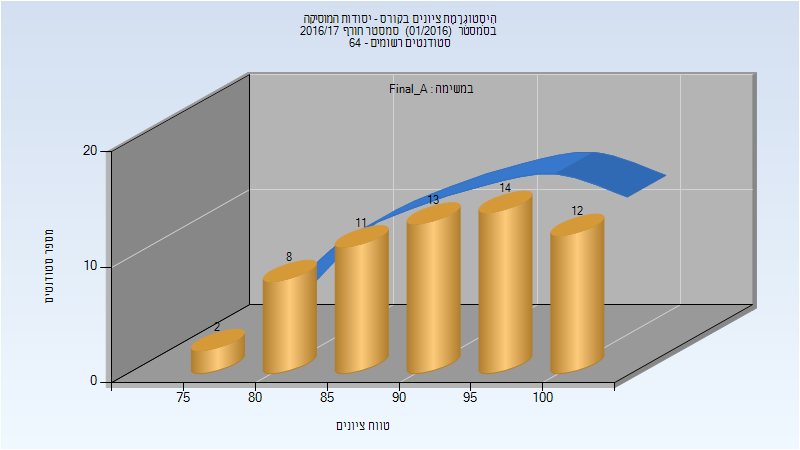 היסטוגרמת ציונים בקורס - יסודות המוסיקה
בסמסטר (01/2016) סמסטר חורף 2016/17
סטודנטים רשומים - 64
במשימה : Final_A
מספר סטודנטים
20
10
0
2
8
11
13
14
12
75
80
85
90
95
100
טווח ציונים